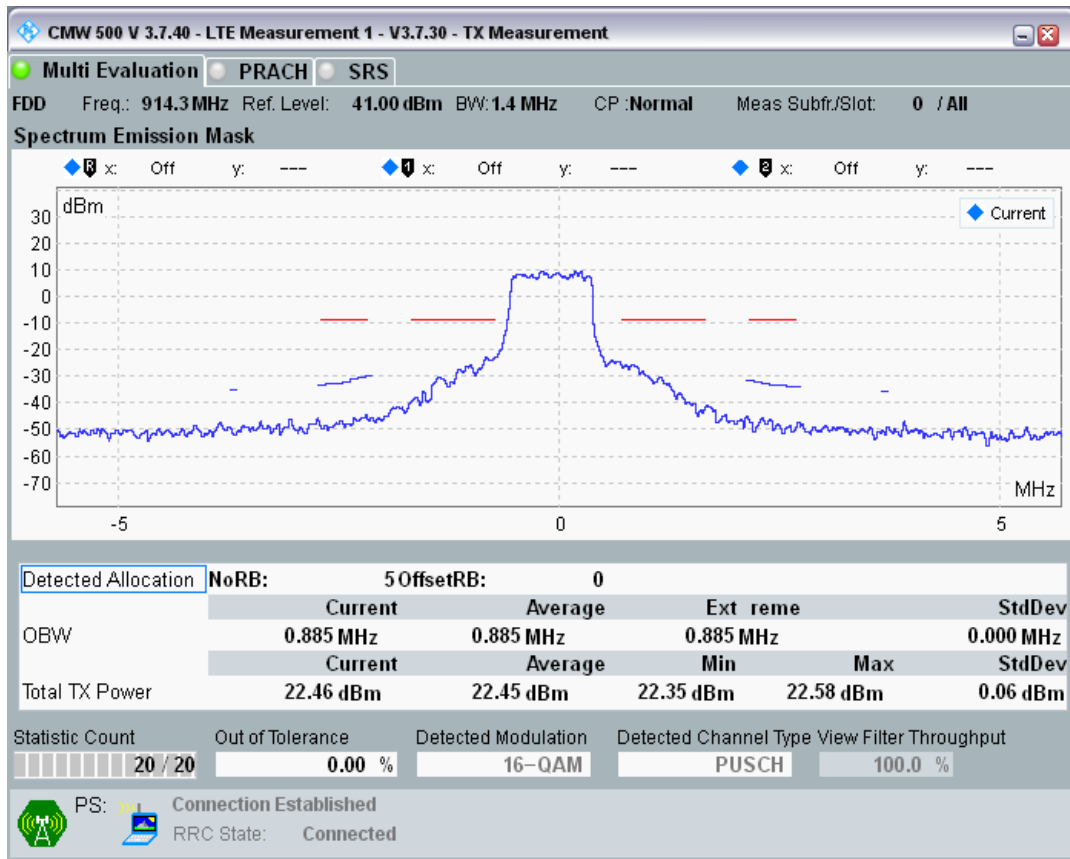 CMW 500 V 3.7.40 - LTE Measurement 1 - V3.7.30 - TX Measurement
Multi Evaluation PRACH SRS
FDD Freq.: 914.3 MHz Ref. Level: 41.00 dBm BW: 1.4 MHz CP :Normal Meas Subfr./Slot: 0 / All
Spectrum Emission Mask
R x: Off y: --- 1 x: Off y: --- 2 x: Off y: ---
dBm
Current
30
20
10
0
-10
-20
-30
-40
-50
-60
-70
MHz
-5 0 5
Detected Allocation NoRB: 5 OffsetRB: 0
Current Average Ext reme StdDev
OBW 0.885 MHz 0.885 MHz 0.885 MHz 0.000 MHz
Current Average Min Max StdDev
Total TX Power 22.46 dBm 22.45 dBm 22.35 dBm 22.58 dBm 0.06 dBm
Statistic Count Out of Tolerance Detected Modulation Detected Channel Type View Filter Throughput
20 / 20 0.00 % 16-QAM PUSCH 100.0 %
PS: Connection Established
RRC State: Connected